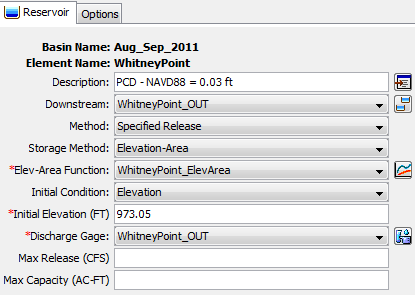 Reservoir Options
Basin Name: Aug_Sep_2011
Element Name: WhitneyPoint
Description: PCD - NAVD88 = 0.03 ft
Downstream: WhitneyPoint_OUT
Method: Specified Release
Storage Method: Elevation-Area
*Elev-Area Function: WhitneyPoint_ElevArea
Initial Condition: Elevation
*Initial Elevation (FT) 973.05
*Discharge Gage: WhitneyPoint_OUT
Max Release (CFS)
Max Capacity (AC-FT)